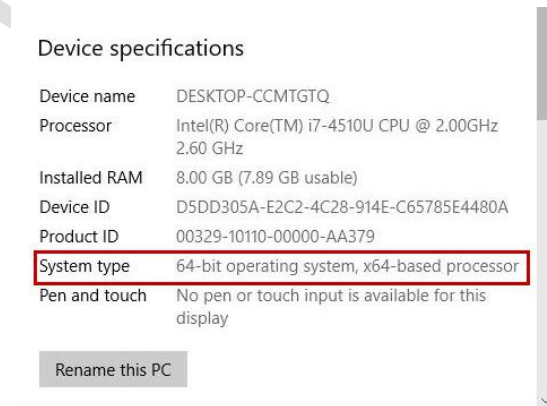 Device specifications
Device name DESKTOP-CCMTGTQ
Processor Intel(R) Core(TM) i7-4510U CPU @ 2.00GHz
2.60 GHz
Installed RAM 8.00 GB (7.89 GB usable)
Device ID D5DD305A-E2C2-4C28-914E-C65785E4480A
Product ID 00329-10110-00000-AA379
System type 64-bit operating system, x64-based processor
Pen and touch No pen or touch input is available for this
display
Rename this PC